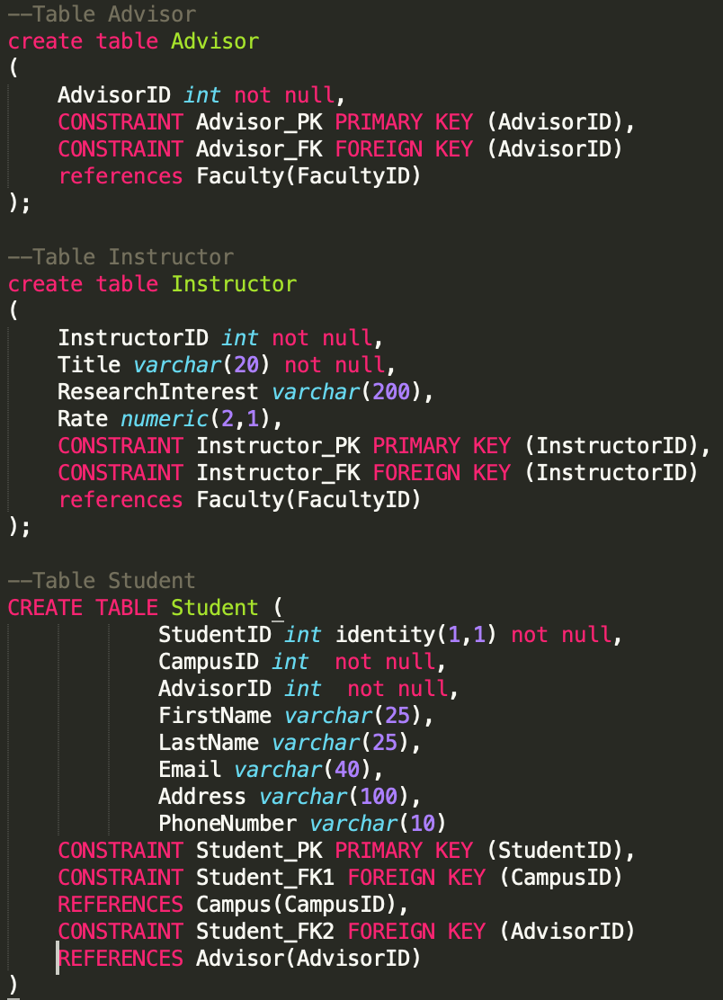 --Table Advisor
create table Advisor
(
    AdvisorID int not null,
    CONSTRAINT Advisor_PK PRIMARY KEY (AdvisorID),
    CONSTRAINT Advisor_FK FOREIGN KEY (AdvisorID)
    references Faculty(FacultyID)
);

--Table Instructor
create table Instructor
(
    InstructorID int not null,
    Title varchar(20) not null,
    ResearchInterest varchar(200),
    Rate numeric(2,1),
    CONSTRAINT Instructor_PK PRIMARY KEY (InstructorID),
    CONSTRAINT Instructor_FK FOREIGN KEY (InstructorID)
    references Faculty(FacultyID)
);

--Table Student
CREATE TABLE Student (
            StudentID int identity(1,1) not null,
            CampusID int  not null,
            AdvisorID int  not null,
            FirstName varchar(25),
            LastName varchar(25),
            Email varchar(40),
            Address varchar(100),
            PhoneNumber varchar(10)
    CONSTRAINT Student_PK PRIMARY KEY (StudentID),
    CONSTRAINT Student_FK1 FOREIGN KEY (CampusID)
    REFERENCES Campus(CampusID),
    CONSTRAINT Student_FK2 FOREIGN KEY (AdvisorID)
    REFERENCES Advisor(AdvisorID)
)